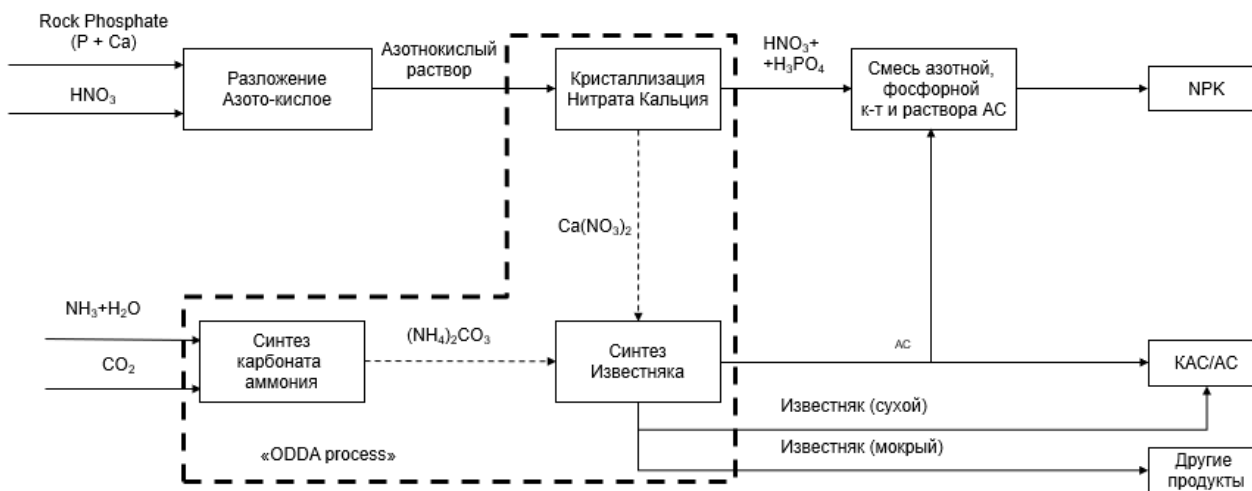 Rock Phosphate
(P + Ca)
HNO₃
Разложение
Азото-кислое
Азотнокислый
раствор
Кристаллизация
Нитрата Кальция
HNO₃+
+H₃PO₄
Смесь азотной,
фосфорной
к-т и раствора АС
NPK
Ca(NO₃)₂
NH₃+H₂O
CO₂
Синтез
карбоната
аммония
(NH₄)₂CO₃
Синтез
Известняка
АС
КАС/АС
Известняк (сухой)
Известняк (мокрый)
«ODDA process»
Другие
продукты